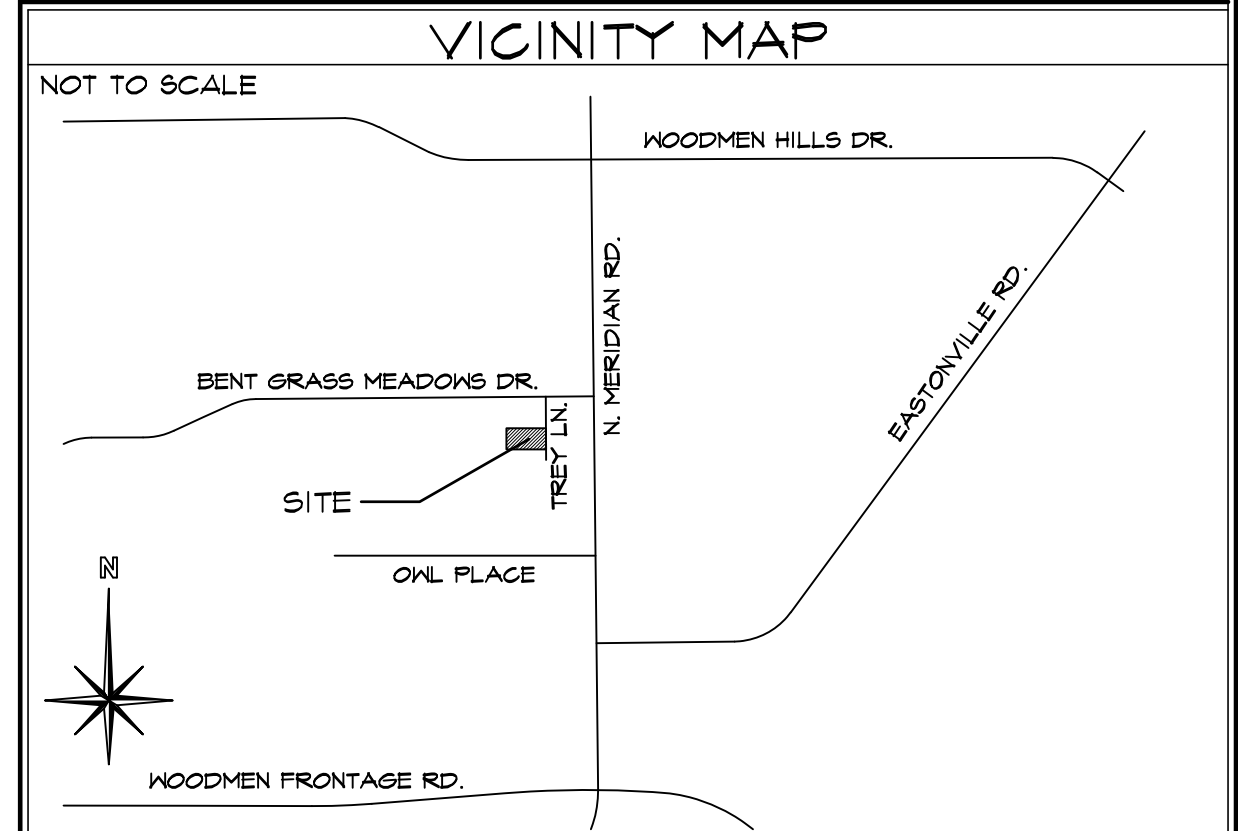 VICINITY MAP
NOT TO SCALE
WOODMEN HILLS DR.
N. MERIDIAN RD.
EASTONVILLE RD.
BENT GRASS MEADOWS DR.
TREY LN.
SITE
OWL PLACE
N
WOODMEN FRONTAGE RD.